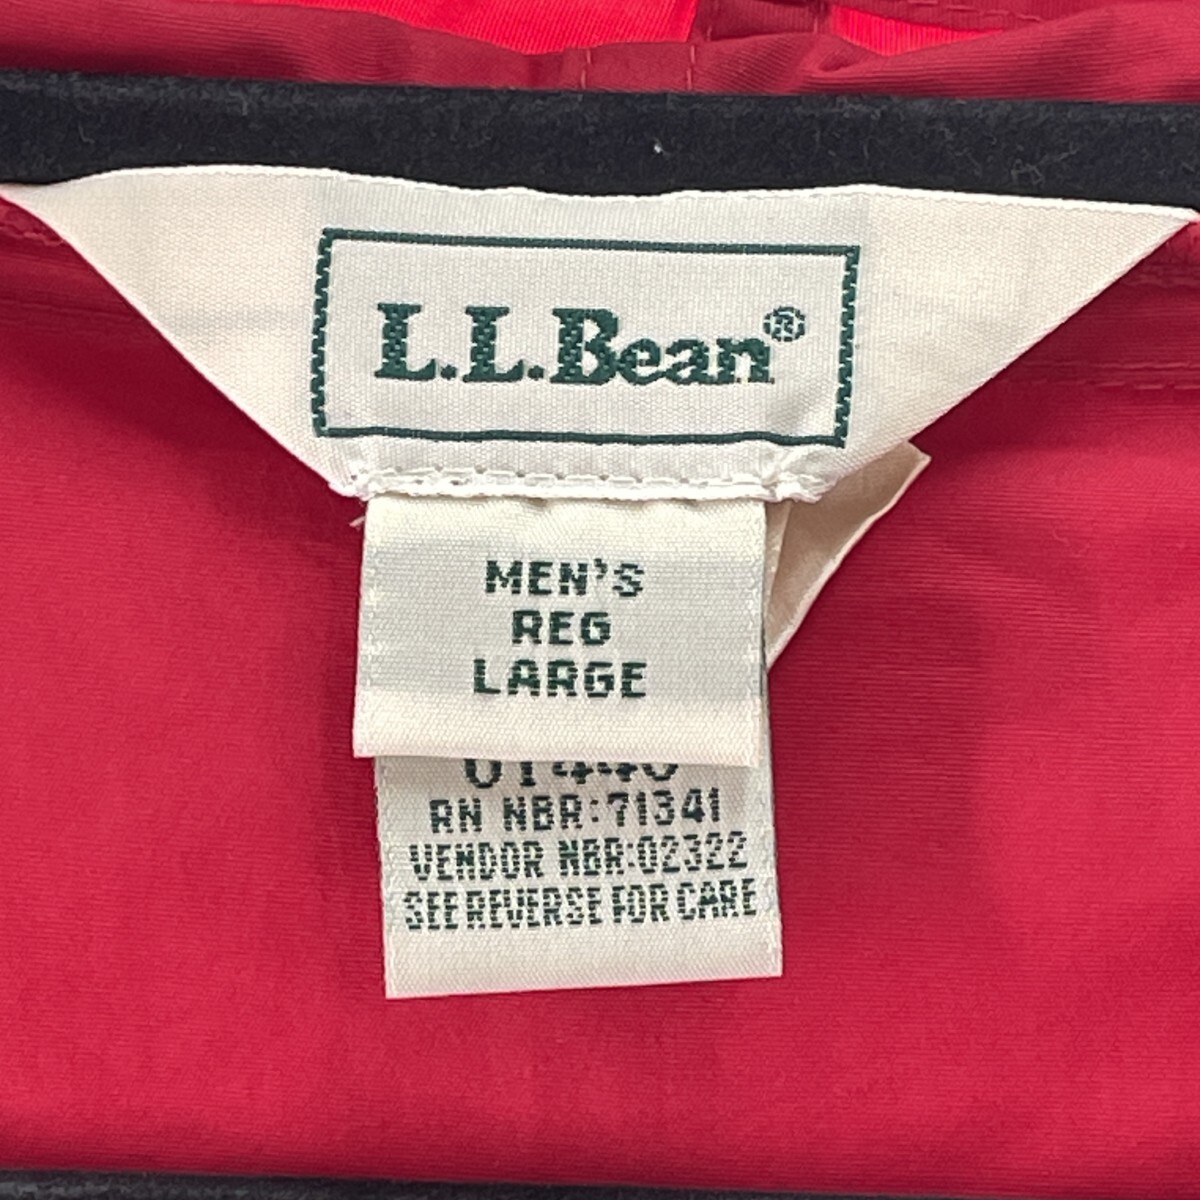 L.L.Bean®
MEN'S
REG
LARGE
RN NBR:71341
VENDOR NBR:02322
SEE REVERSE FOR CARE